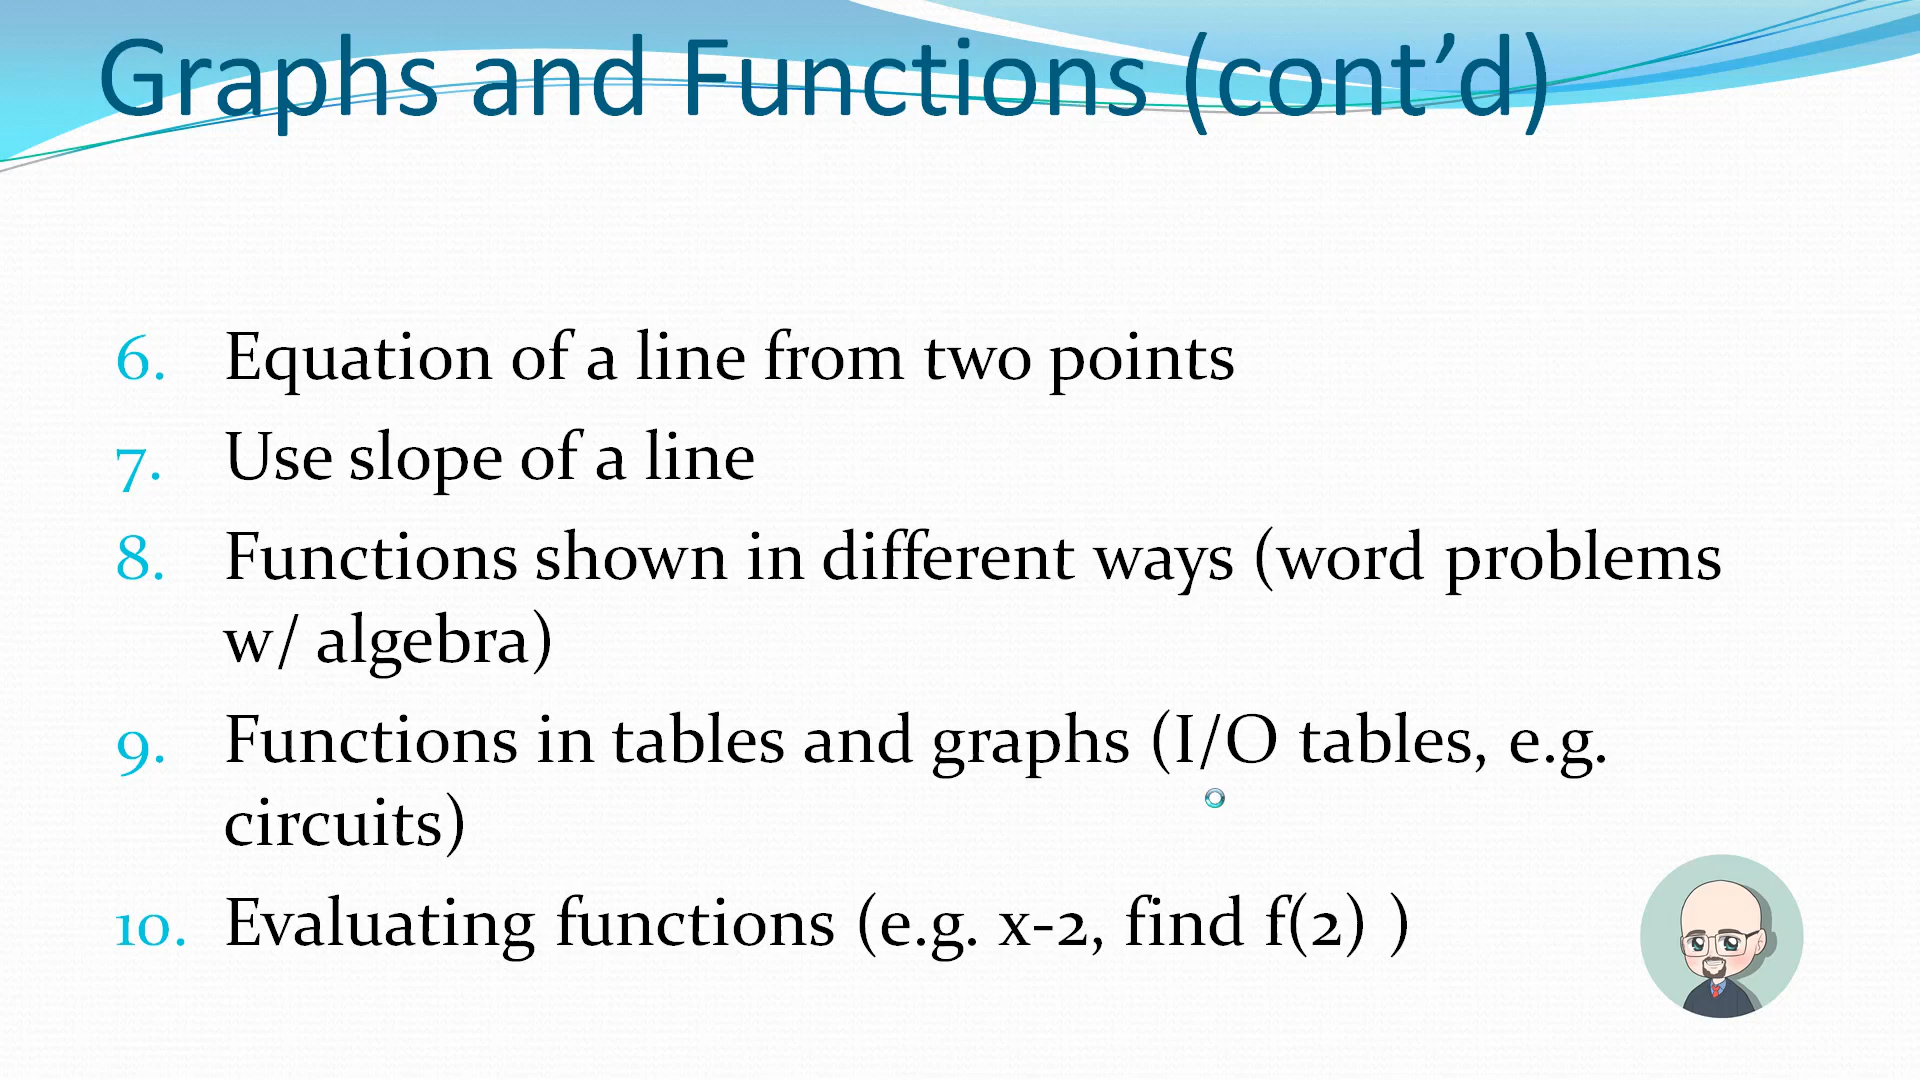 Graphs and Functions (cont’d)
6. Equation of a line from two points
7. Use slope of a line
8. Functions shown in different ways (word problems
w/ algebra)
9. Functions in tables and graphs (I/O tables, e.g.
circuits)
10. Evaluating functions (e.g. x-2, find f(2) )